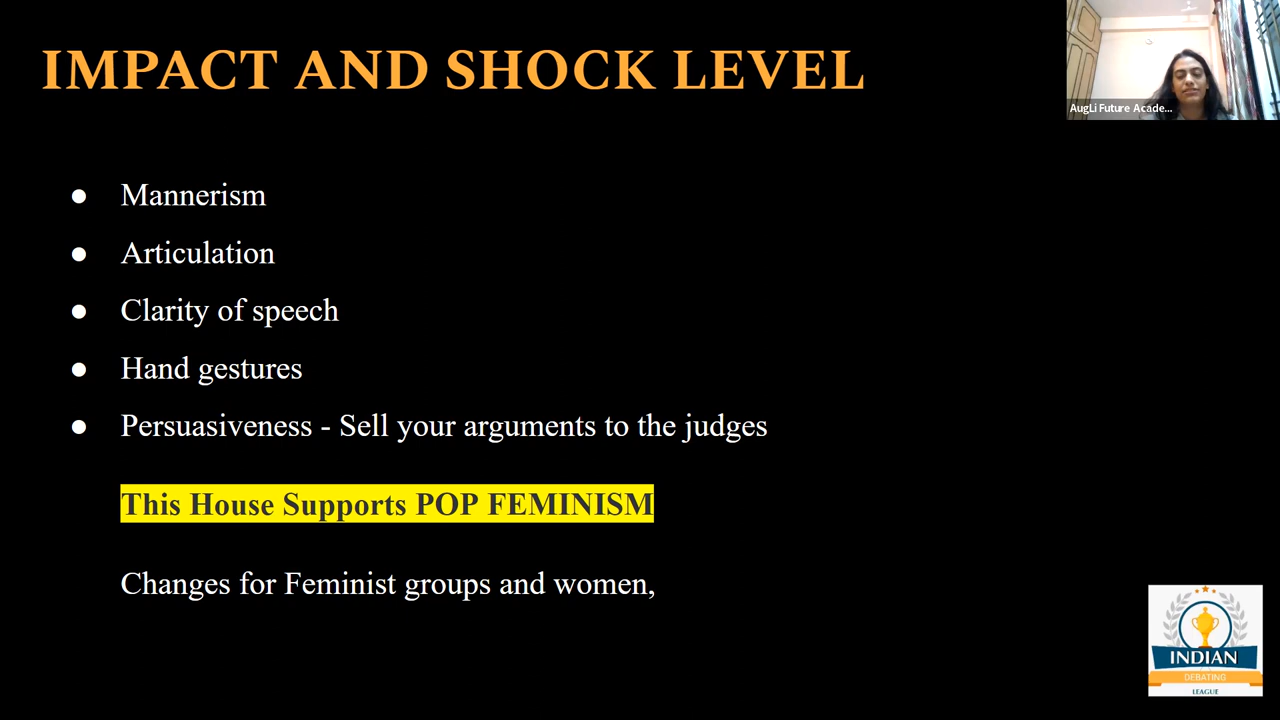 IMPACT AND SHOCK LEVEL
AugLi Future Acade...
● Mannerism
● Articulation
● Clarity of speech
● Hand gestures
● Persuasiveness - Sell your arguments to the judges
This House Supports POP FEMINISM
Changes for Feminist groups and women,
INDIAN
DEBATING
LEAGUE